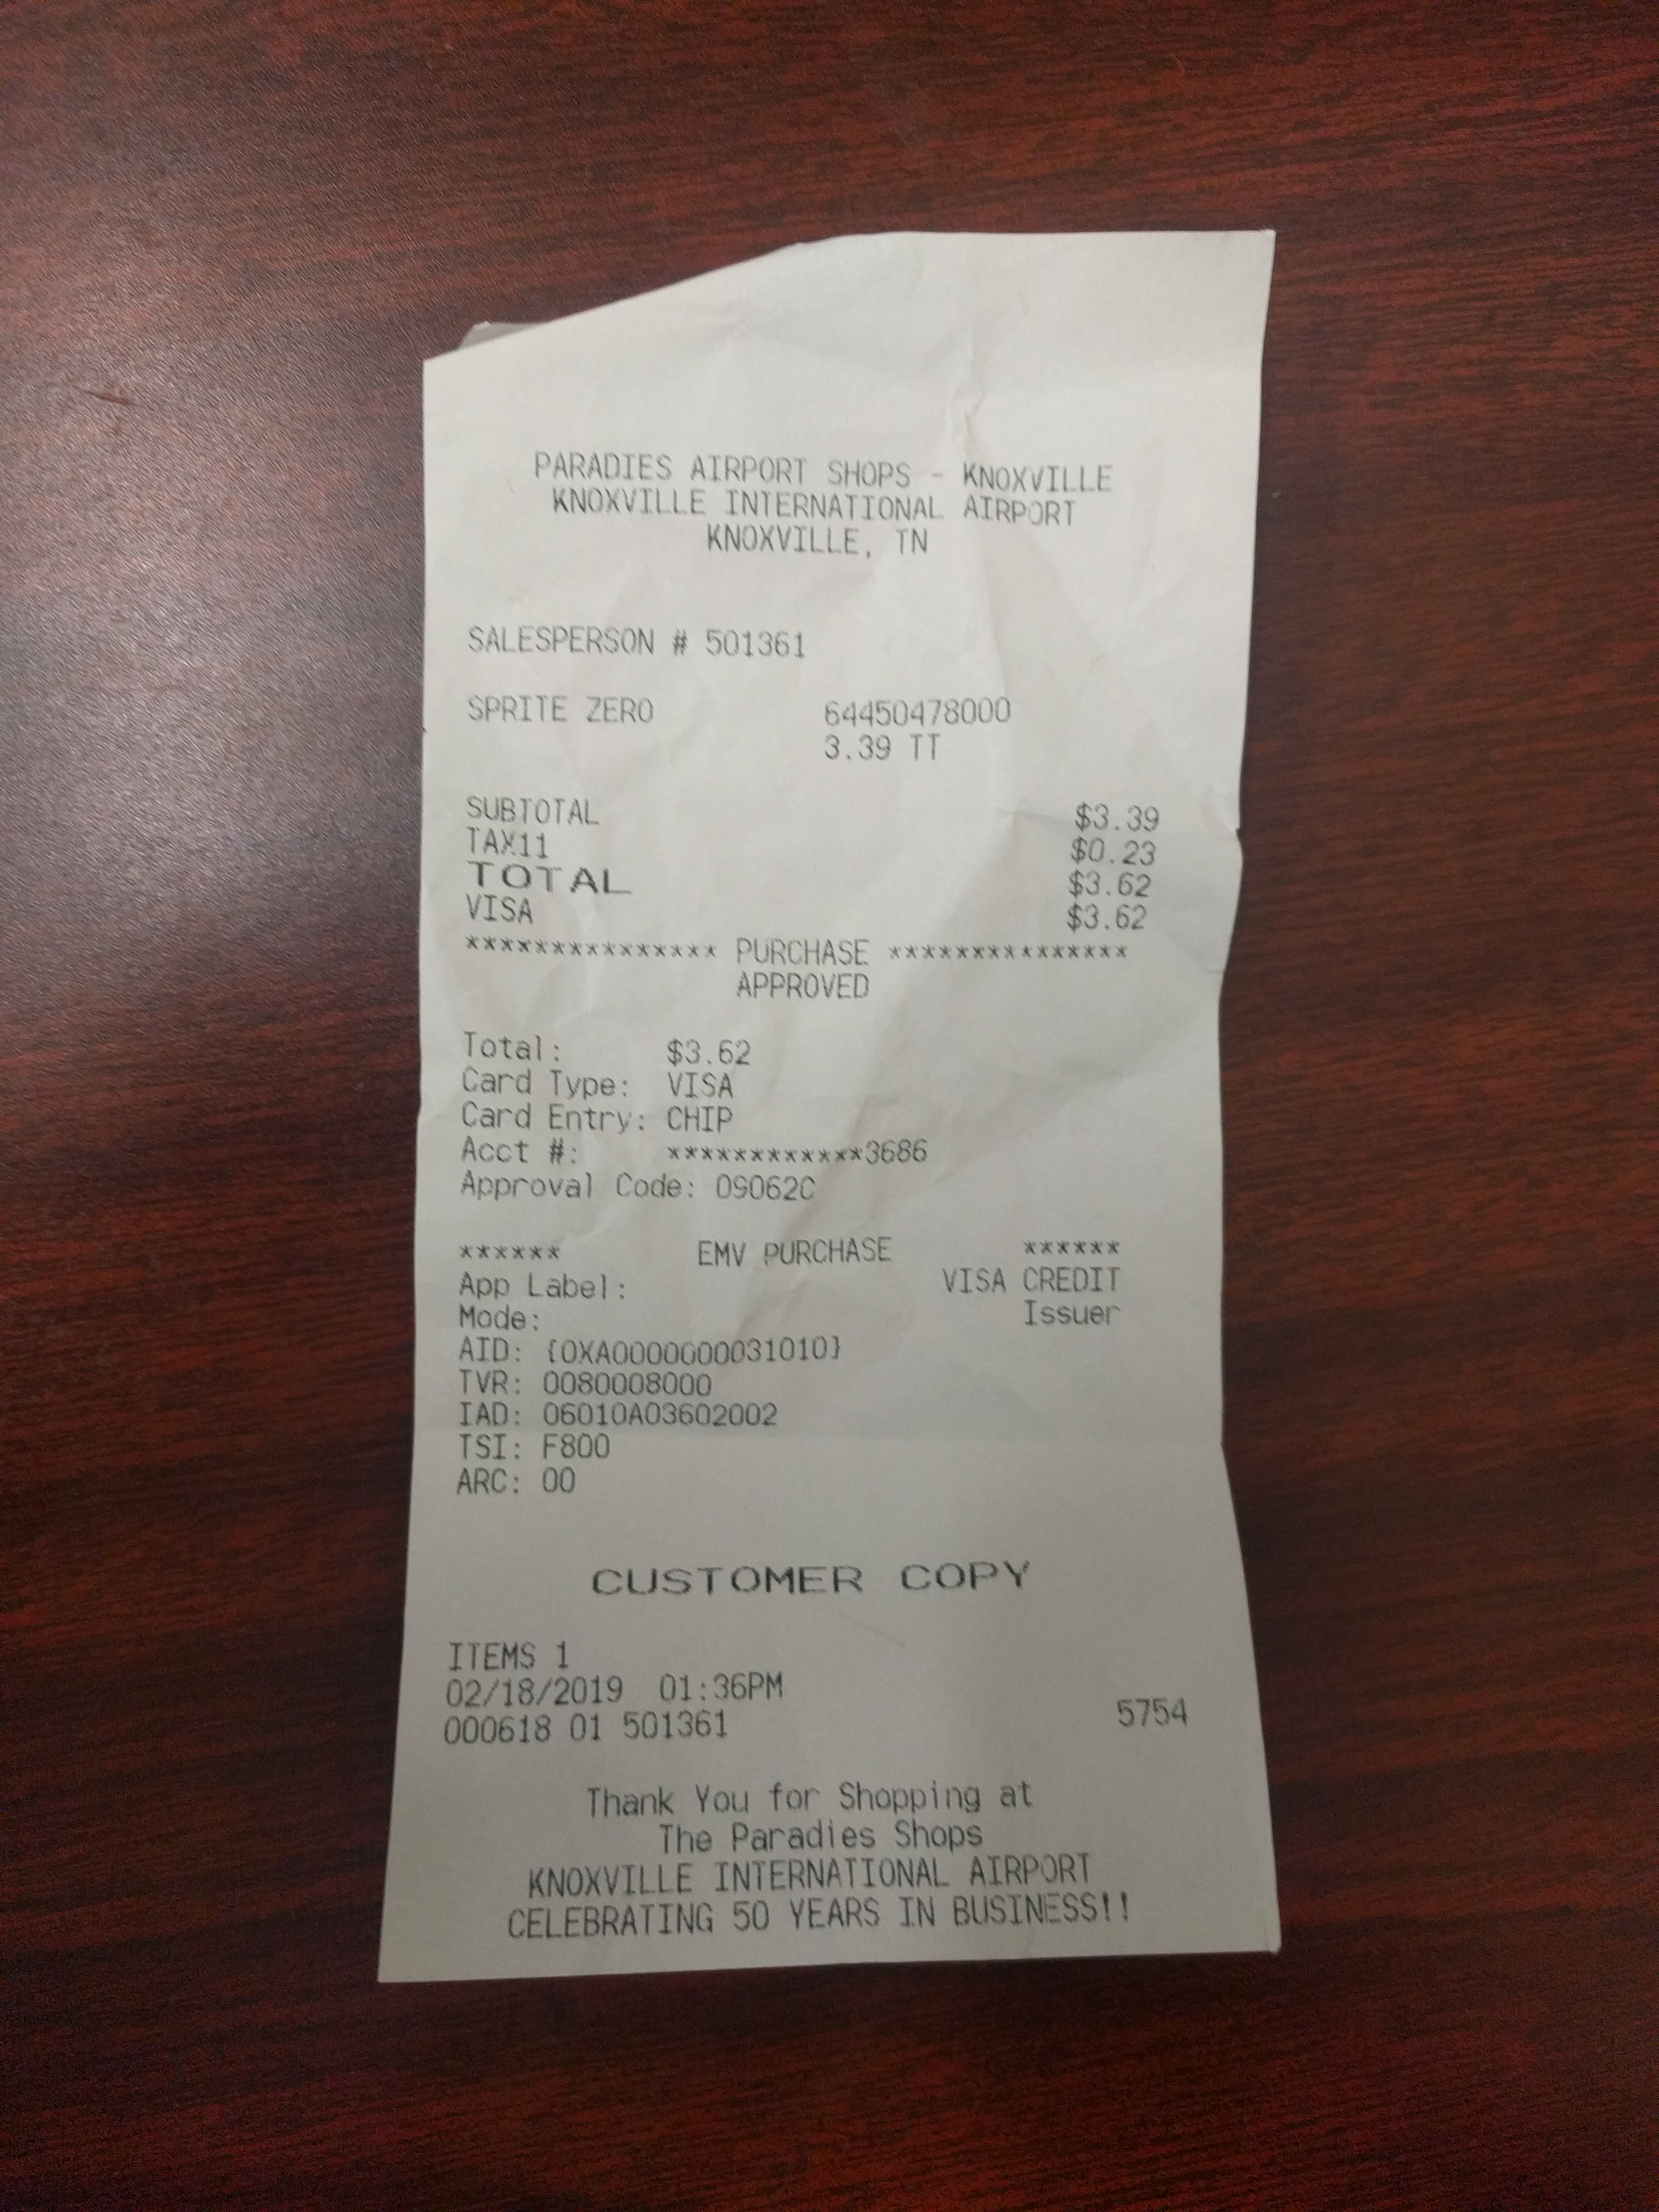 PARADIES AIRPORT SHOPS - KNOXVILLE
KNOXVILLE INTERNATIONAL AIRPORT
KNOXVILLE, TN
SALESPERSON # 501361
SPRITE ZERO 64450478000
3.39 TT
SUBTOTAL $3.39
TAX11 $0.23
TOTAL $3.62
VISA $3.62
*************** PURCHASE ***************
APPROVED
Total: $3.62
Card Type: VISA
Card Entry: CHIP
Acct #: ************3686
Approval Code: 09062C
****** EMV PURCHASE ******
App Label: VISA CREDIT
Mode: Issuer
AID: {0XA0000000031010}
TVR: 0080008000
IAD: 06010A03602002
TSI: F800
ARC: 00
CUSTOMER COPY
ITEMS 1
02/18/2019 01:36PM
000618 01 501361 5754
Thank You for Shopping at
The Paradies Shops
KNOXVILLE INTERNATIONAL AIRPORT
CELEBRATING 50 YEARS IN BUSINESS!!